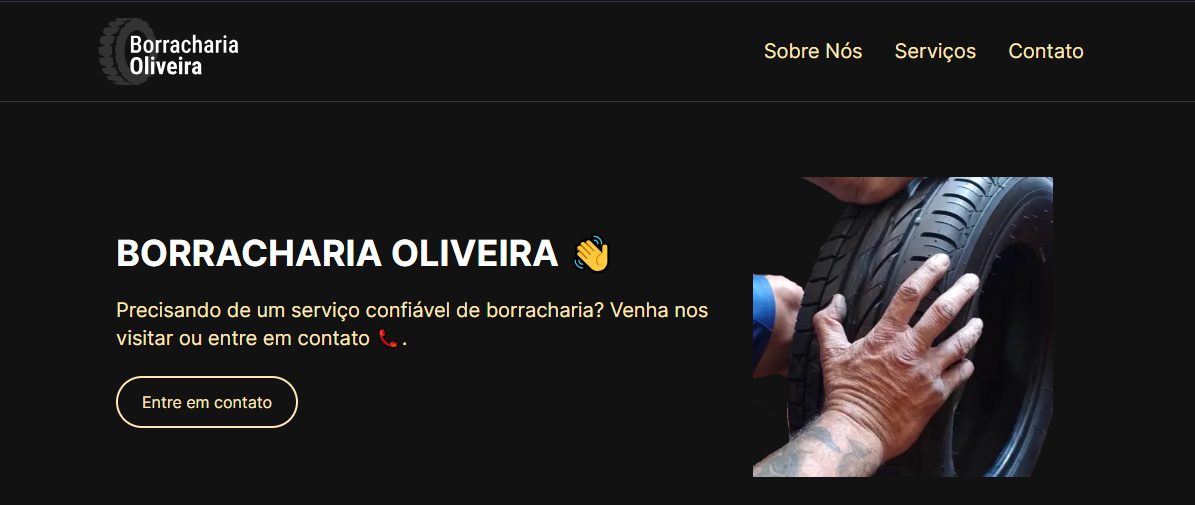 Borracharia
Oliveira
Sobre Nós Serviços Contato
BORRACHARIA OLIVEIRA 👋
Precisando de um serviço confiável de borracharia? Venha nos
visitar ou entre em contato 📞.
Entre em contato